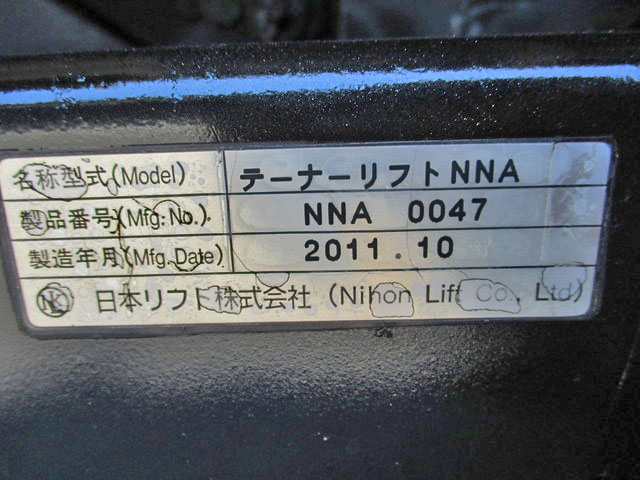 名称型式(Model) テーナーリフトNNA
製品番号(Mfg.No.) NNA 0047
製造年月(Mfg.Date) 2011.10
NK 日本リフト株式会社 (Nihon Lift Co., Ltd)